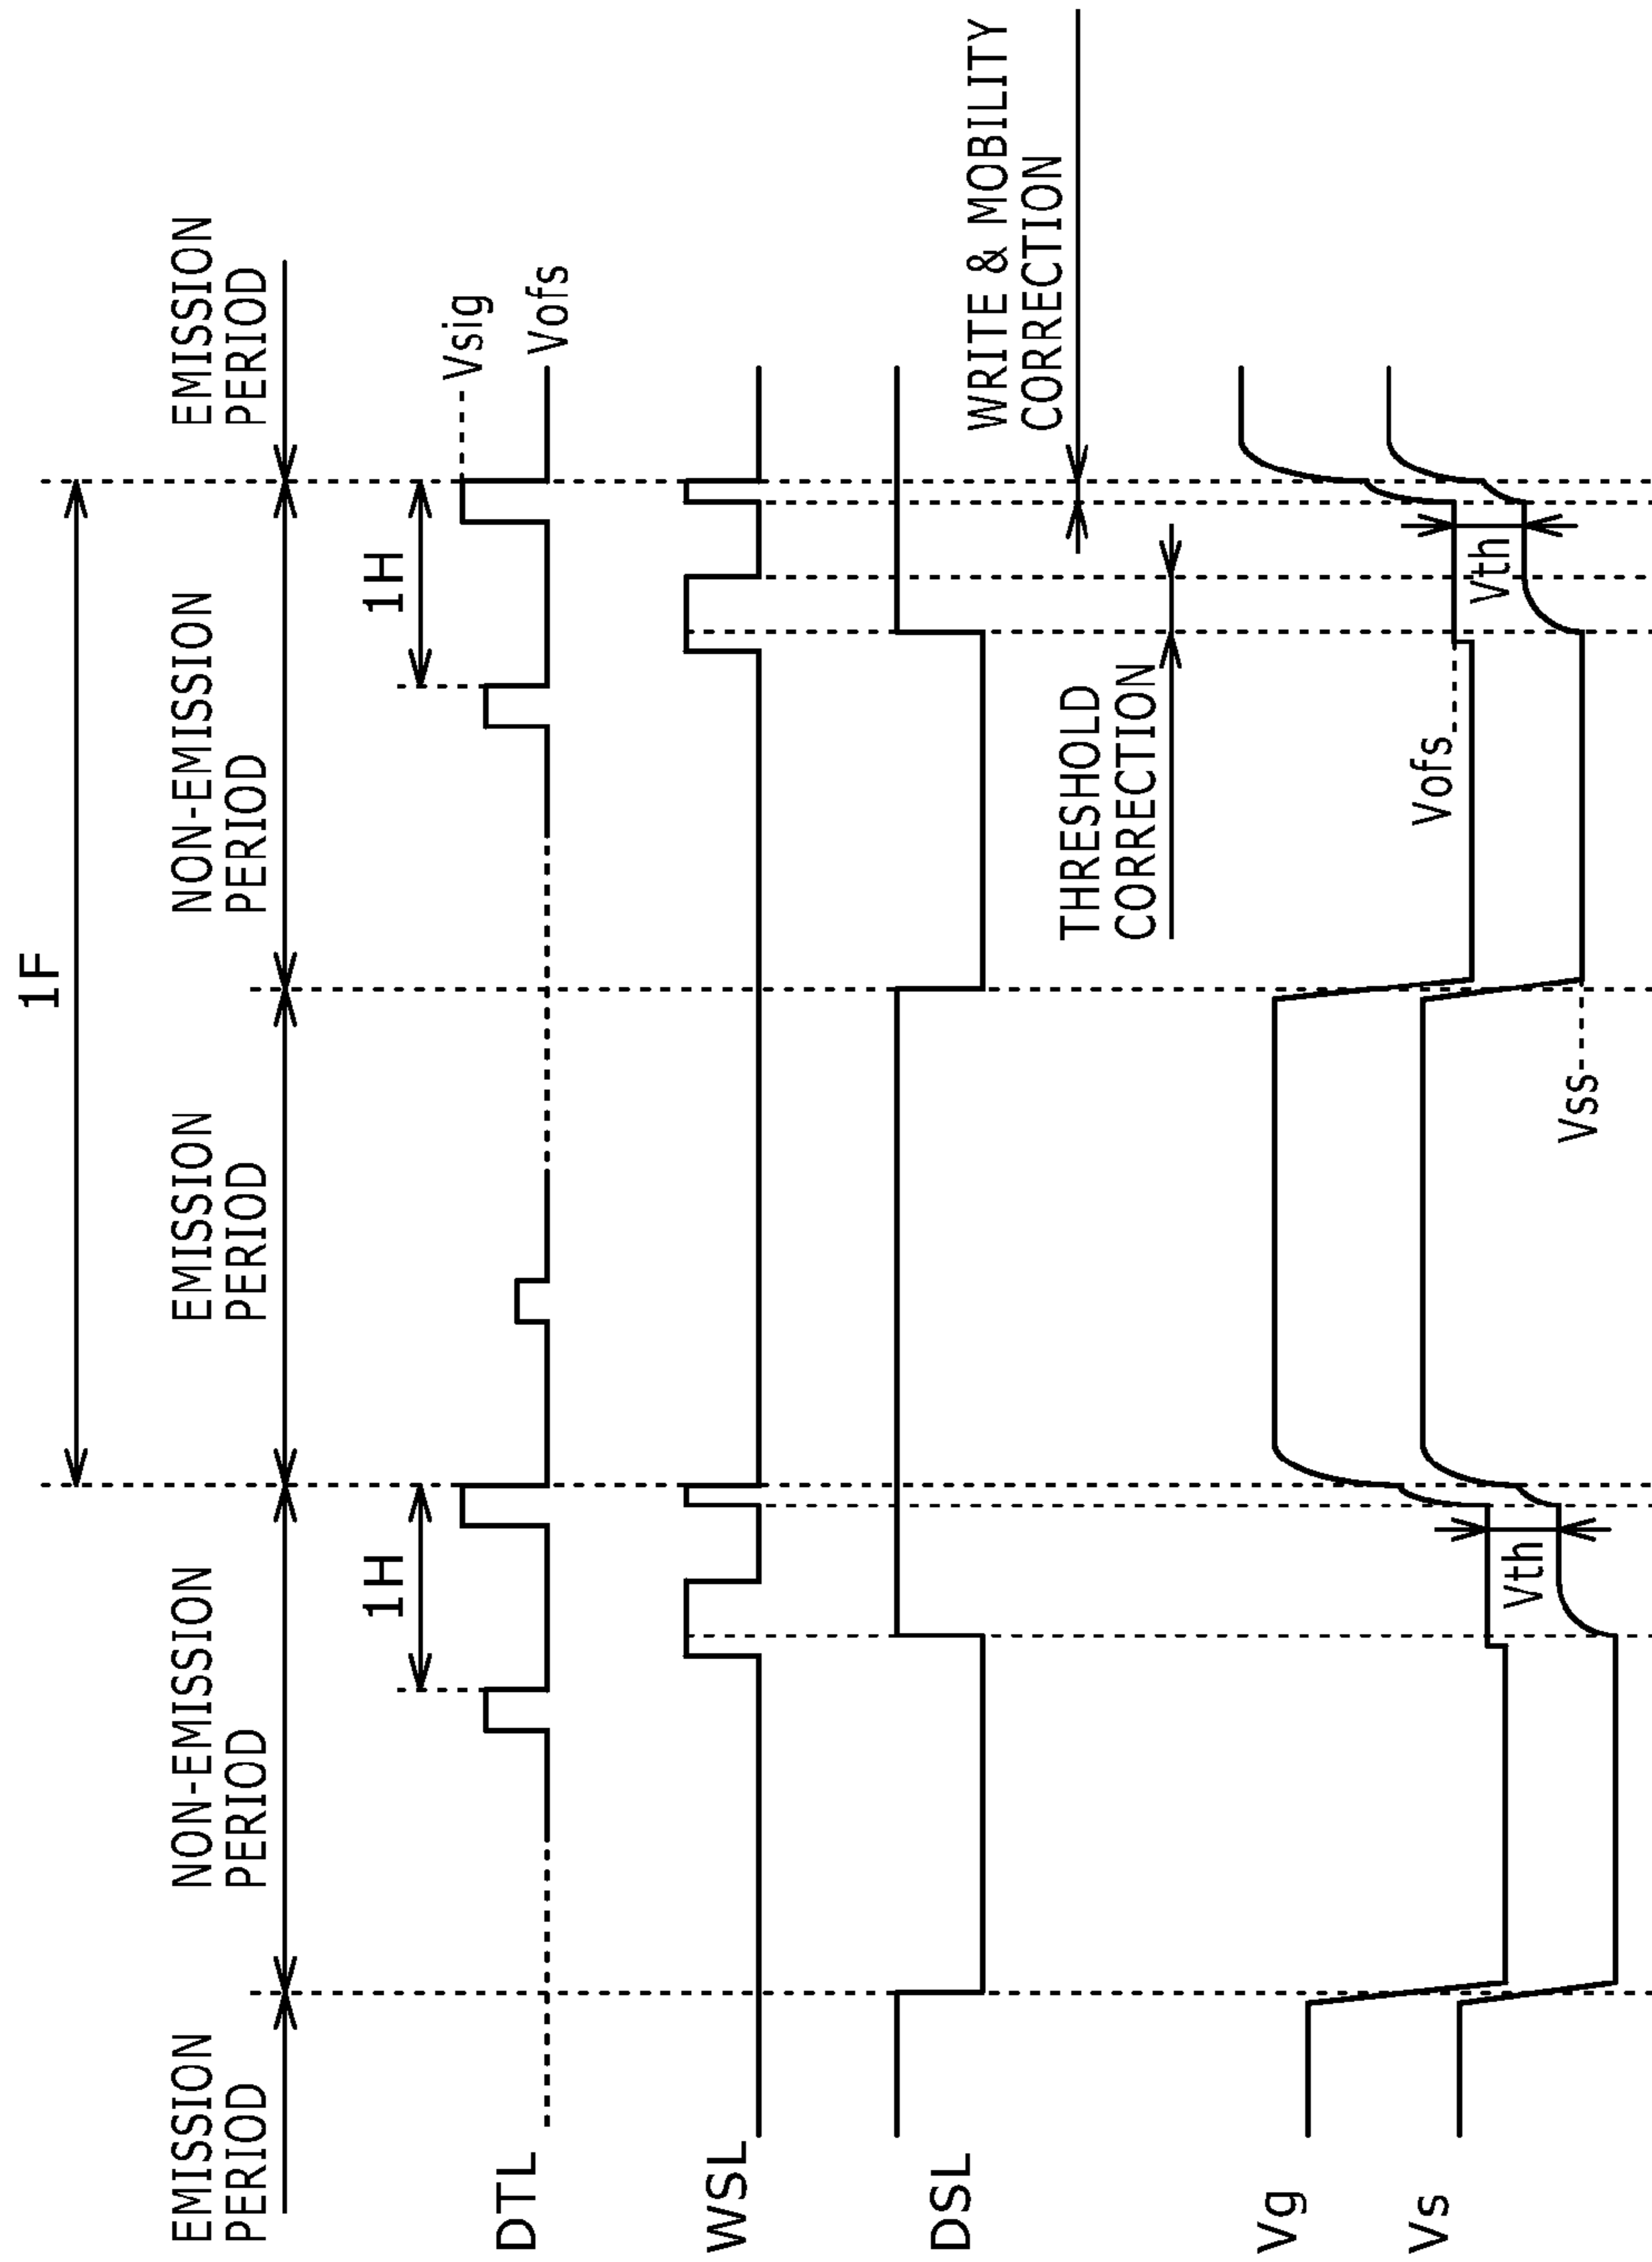 1F
EMISSION
PERIOD
NON-EMISSION
PERIOD
EMISSION
PERIOD
NON-EMISSION
PERIOD
EMISSION
PERIOD
1H
1H
Vsig
Vofs
DTL
WSL
DSL
WRITE & MOBILITY
CORRECTION
THRESHOLD
CORRECTION
Vg
Vofs
Vth
Vth
Vs
Vss